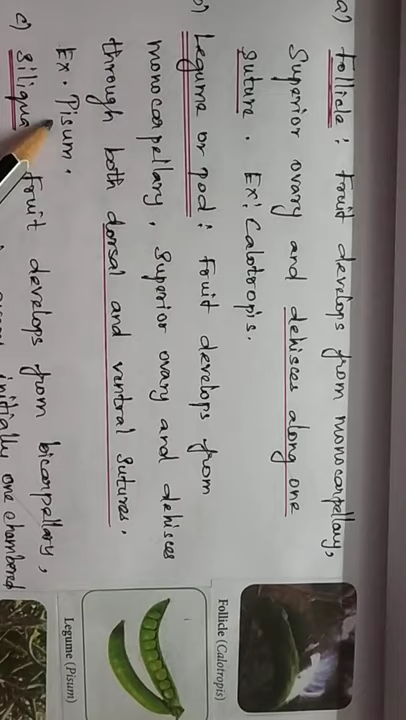 a) Follicle : Fruit develops from monocarpellary,
Superior ovary and dehisces along one
Suture. Ex: Calotropis.
b) Legume or pod : Fruit develops from
monocarpellary, superior ovary and dehisces
through both dorsal and ventral sutures.
Ex. Pisum.
c) Siliqua Fruit develops from bicarpellary,
initially one chambered
Follicle (Calotropis)
Legume (Pisum)